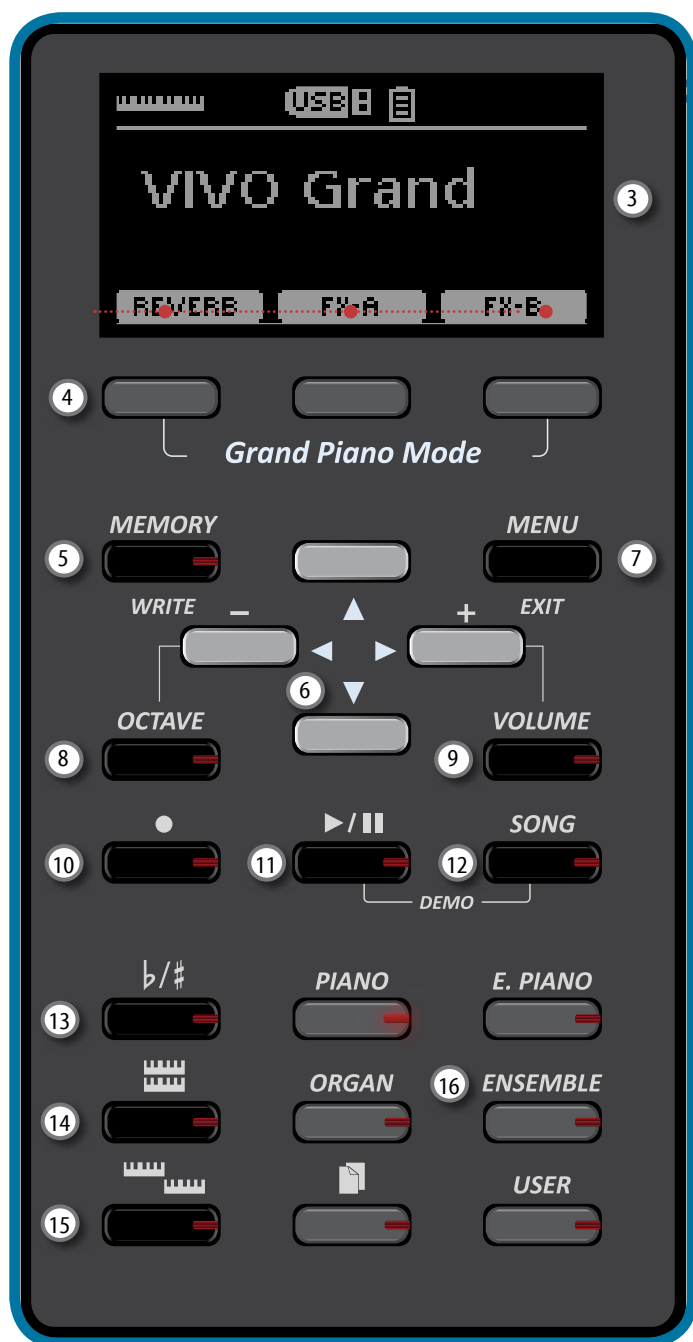 USB
VIVO Grand
3
REVERB FX-A FX-B
4
Grand Piano Mode
MEMORY MENU
5 7
WRITE − + EXIT
6
OCTAVE VOLUME
8 9
SONG
10 11 12
DEMO
♭/♯ PIANO E. PIANO
13
ORGAN 16 ENSEMBLE
14
USER
15